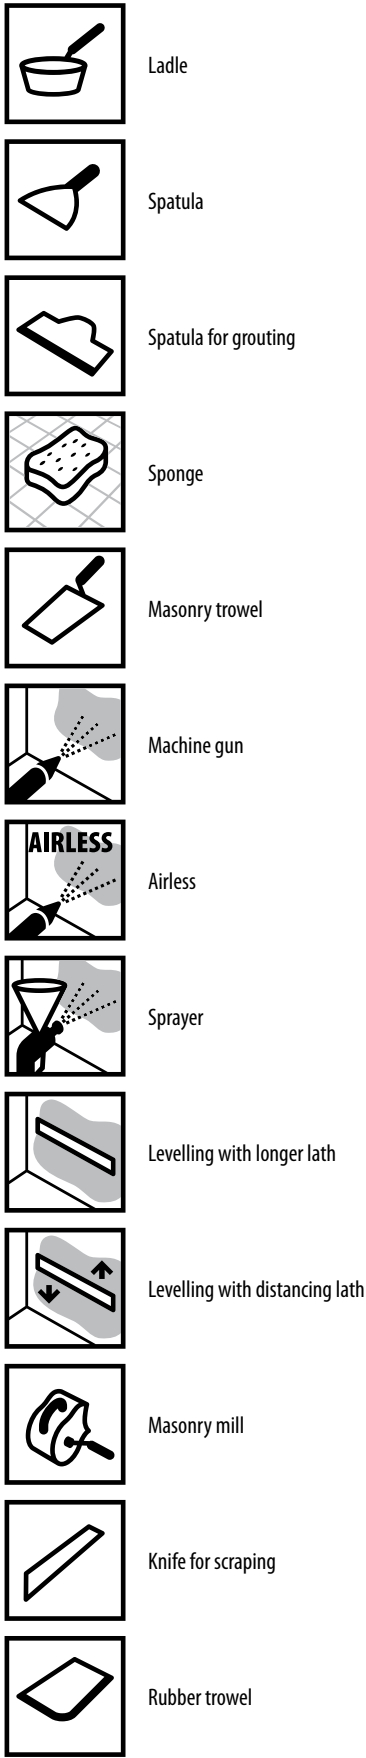 Ladle
Spatula
Spatula for grouting
Sponge
Masonry trowel
Machine gun
AIRLESS
Airless
Sprayer
Levelling with longer lath
Levelling with distancing lath
Masonry mill
Knife for scraping
Rubber trowel